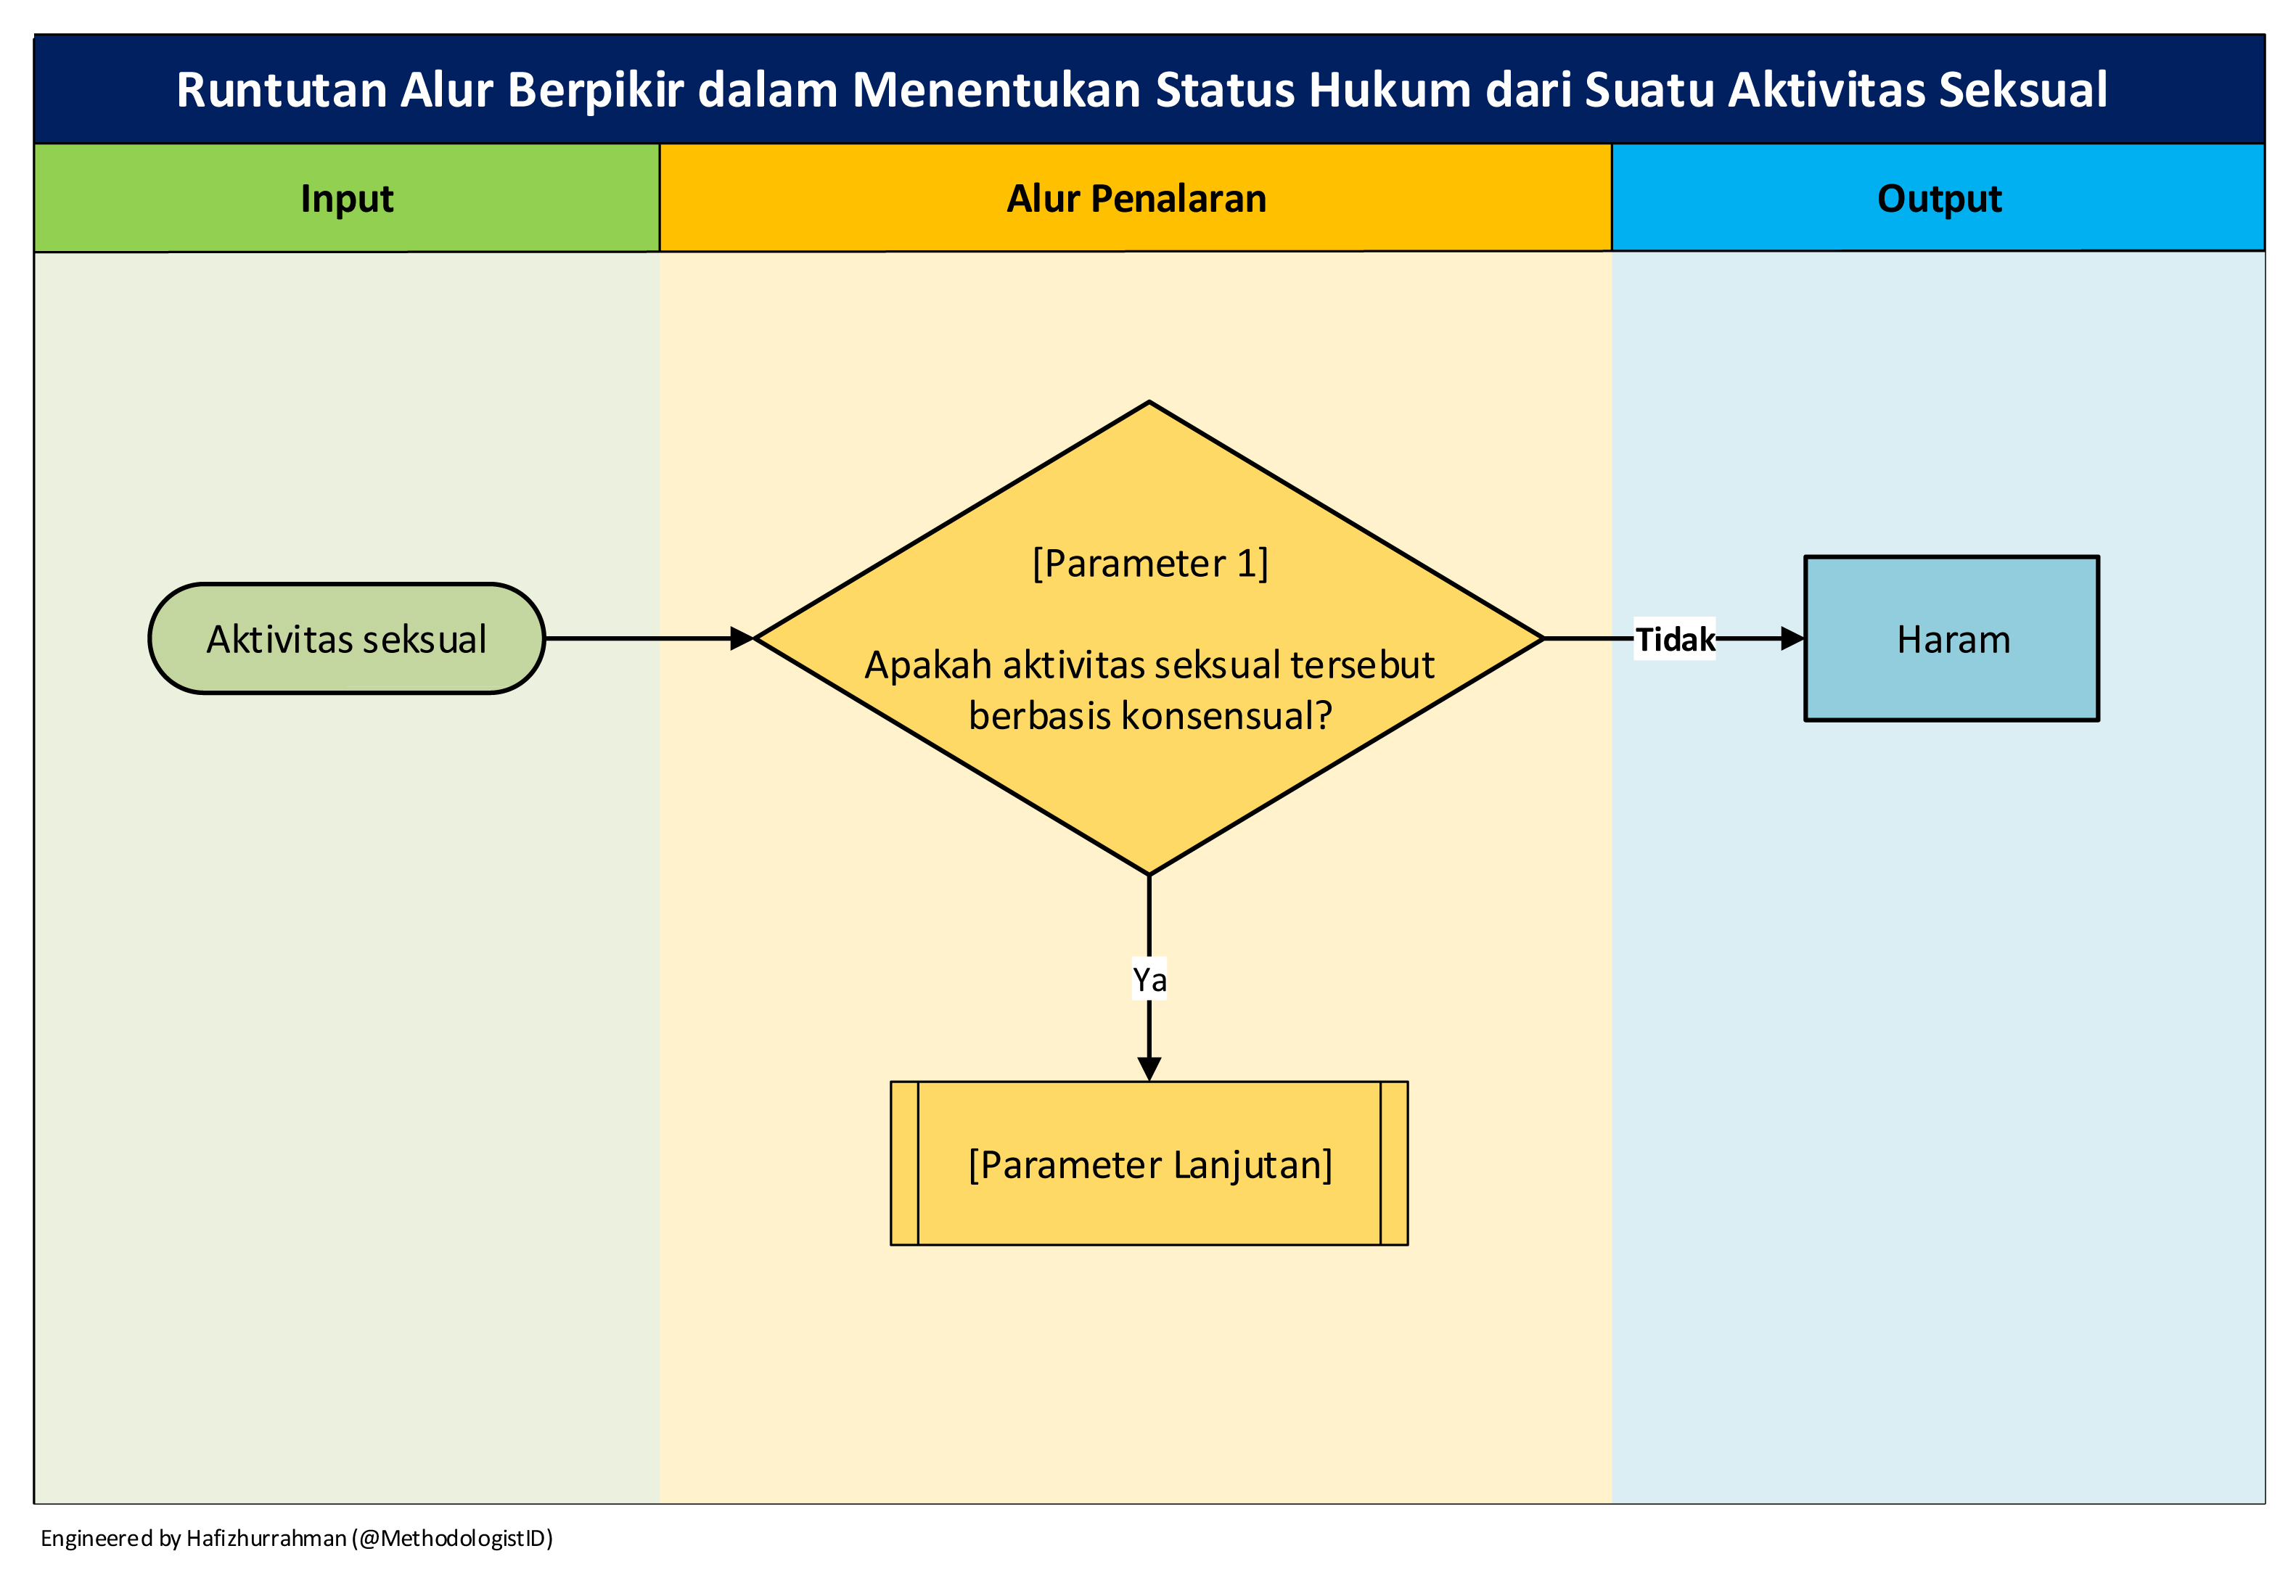 Runtutan Alur Berpikir dalam Menentukan Status Hukum dari Suatu Aktivitas Seksual
Input
Alur Penalaran
Output
[Parameter 1]
Aktivitas seksual
Apakah aktivitas seksual tersebut
berbasis konsensual?
Tidak
Haram
Ya
[Parameter Lanjutan]
Engineered by Hafizhurrahman (@MethodologistID)